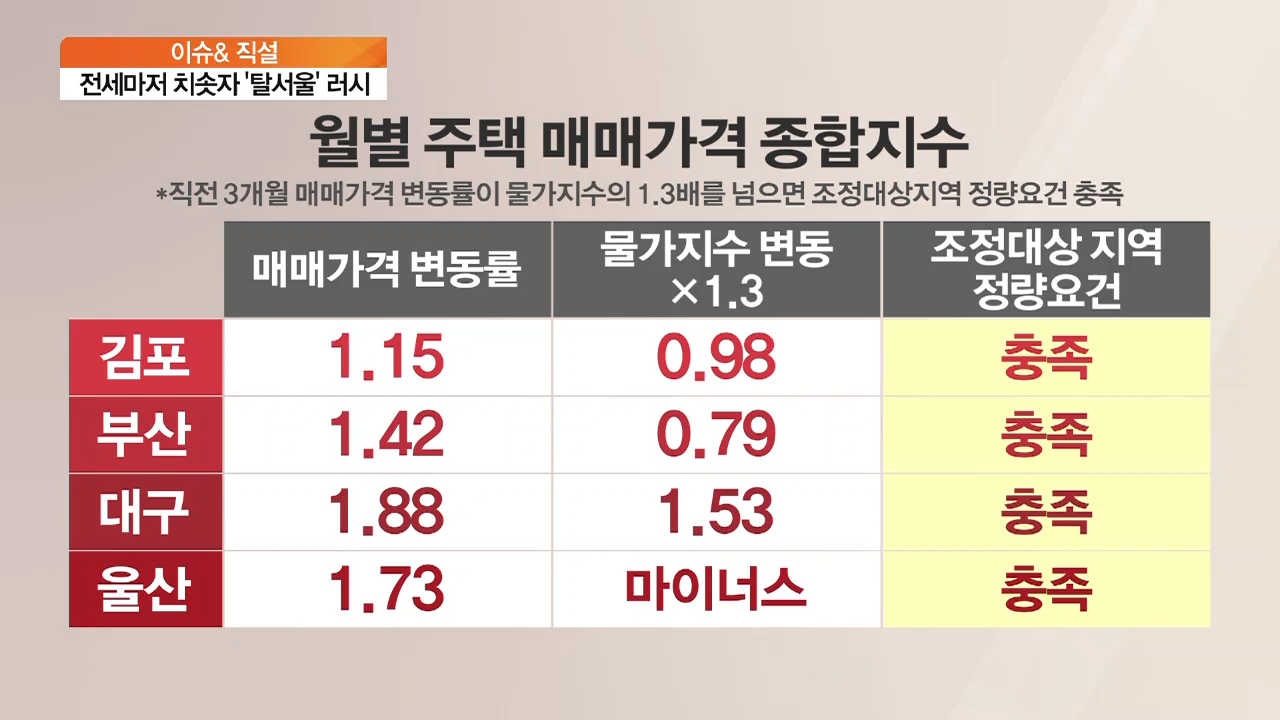 이슈& 직설
전세마저 치솟자 '탈서울' 러시
월별 주택 매매가격 종합지수
*직전 3개월 매매가격 변동률이 물가지수의 1.3배를 넘으면 조정대상지역 정량요건 충족
매매가격 변동률
물가지수 변동
×1.3
조정대상 지역
정량요건
김포 1.15 0.98 충족
부산 1.42 0.79 충족
대구 1.88 1.53 충족
울산 1.73 마이너스 충족